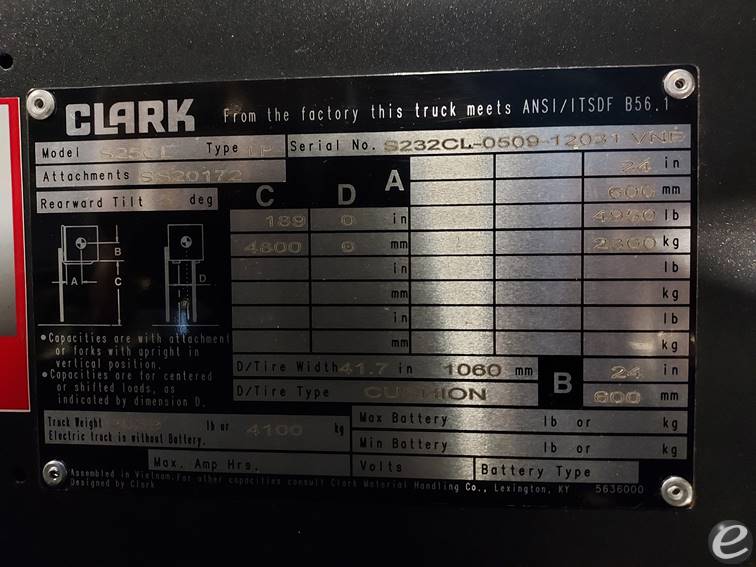 CLARK From the factory this truck meets ANSI/ITSDF B56.1
Model S25CL Type LP Serial No. S232CL-0509-12031 VNF
Attachments SS20172
Rearward Tilt deg
C D A
24 in
600 mm
189 0 in 4950 lb
4800 0 mm 2300 kg
in lb
mm kg
in lb
mm kg
B
A D
C
•Capacities are with attachment
or forks with upright in
vertical position.
•Capacities are for centered
or shifted loads, as
indicated by dimension D.
D/Tire Width 41.7 in 1060 mm B 24 in
D/Tire Type CUSHION 600 mm
Truck Weight lb or 4100 kg
Electric truck is without Battery.
Max Battery lb or kg
Min Battery lb or kg
Max. Amp Hrs. Volts Battery Type
Assembled in Vietnam. For other capacities consult Clark Material Handling Co., Lexington, KY 5636000
Designed by Clark
e